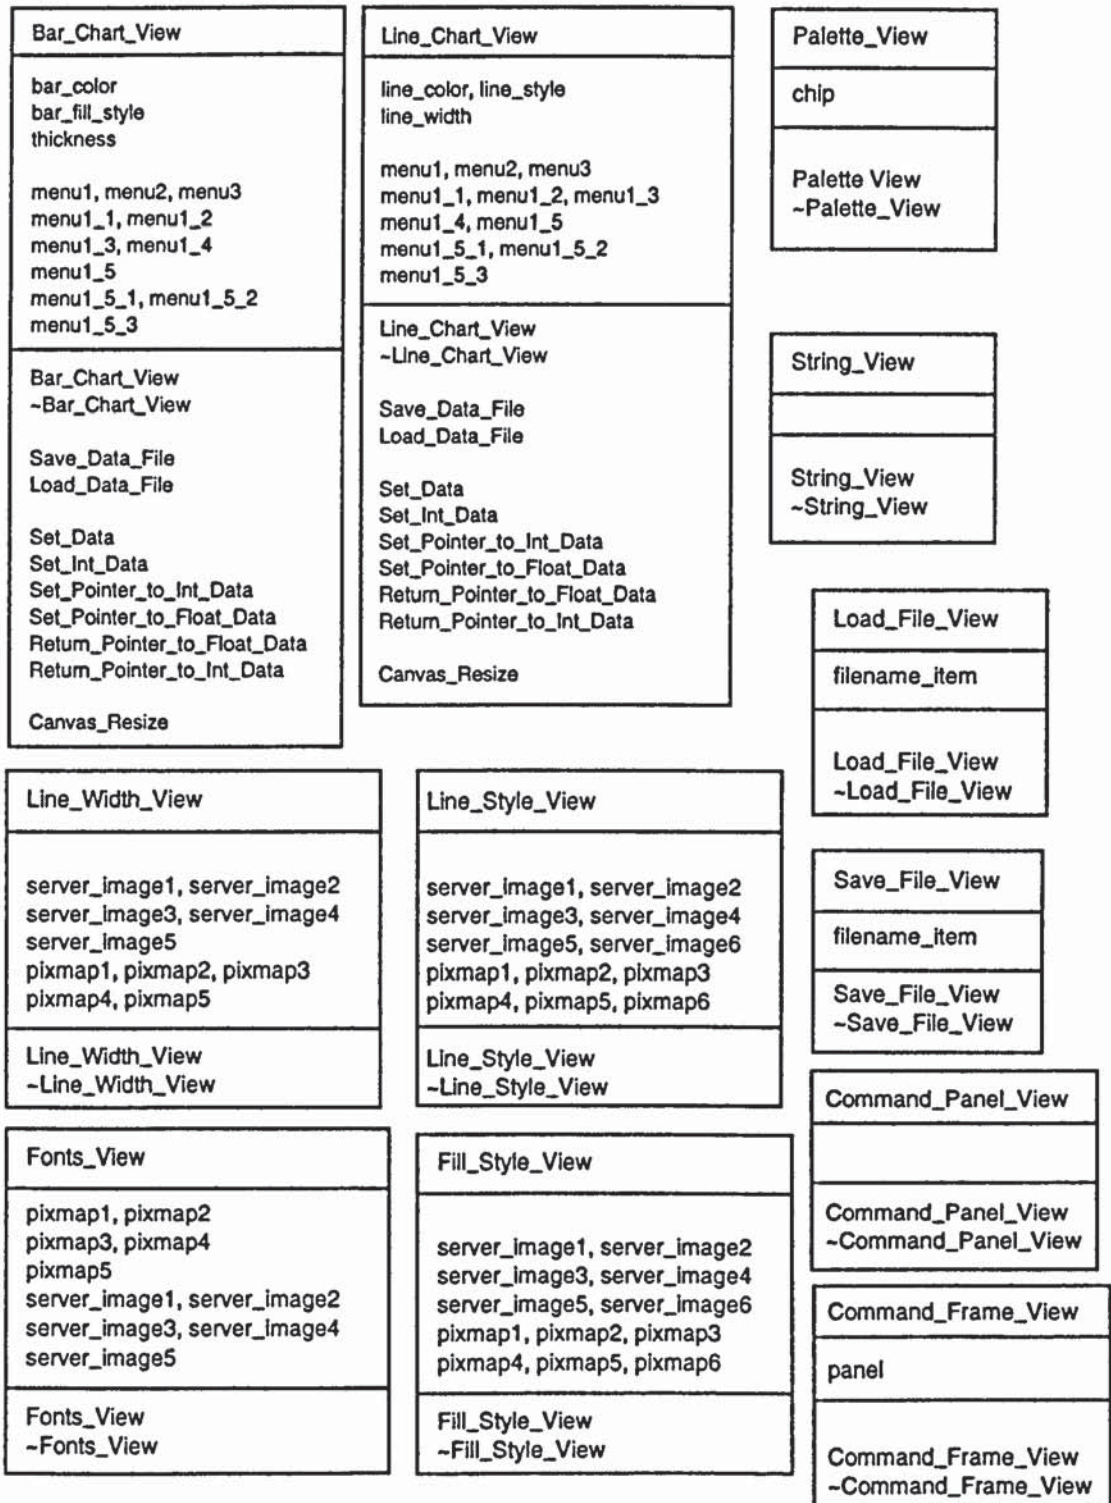 Bar_Chart_View
bar_color
bar_fill_style
thickness
menu1, menu2, menu3
menu1_1, menu1_2
menu1_3, menu1_4
menu1_5
menu1_5_1, menu1_5_2
menu1_5_3
Bar_Chart_View
~Bar_Chart_View
Save_Data_File
Load_Data_File
Set_Data
Set_Int_Data
Set_Pointer_to_Int_Data
Set_Pointer_to_Float_Data
Return_Pointer_to_Float_Data
Return_Pointer_to_Int_Data
Canvas_Resize
Line_Chart_View
line_color, line_style
line_width
menu1, menu2, menu3
menu1_1, menu1_2, menu1_3
menu1_4, menu1_5
menu1_5_1, menu1_5_2
menu1_5_3
Line_Chart_View
~Line_Chart_View
Save_Data_File
Load_Data_File
Set_Data
Set_Int_Data
Set_Pointer_to_Int_Data
Set_Pointer_to_Float_Data
Return_Pointer_to_Float_Data
Return_Pointer_to_Int_Data
Canvas_Resize
Palette_View
chip
Palette View
~Palette_View
String_View
String_View
~String_View
Load_File_View
filename_item
Load_File_View
~Load_File_View
Line_Width_View
server_image1, server_image2
server_image3, server_image4
server_image5
pixmap1, pixmap2, pixmap3
pixmap4, pixmap5
Line_Width_View
~Line_Width_View
Line_Style_View
server_image1, server_image2
server_image3, server_image4
server_image5, server_image6
pixmap1, pixmap2, pixmap3
pixmap4, pixmap5, pixmap6
Line_Style_View
~Line_Style_View
Save_File_View
filename_item
Save_File_View
~Save_File_View
Command_Panel_View
Command_Panel_View
~Command_Panel_View
Fonts_View
pixmap1, pixmap2
pixmap3, pixmap4
pixmap5
server_image1, server_image2
server_image3, server_image4
server_image5
Fonts_View
~Fonts_View
Fill_Style_View
server_image1, server_image2
server_image3, server_image4
server_image5, server_image6
pixmap1, pixmap2, pixmap3
pixmap4, pixmap5, pixmap6
Fill_Style_View
~Fill_Style_View
Command_Frame_View
panel
Command_Frame_View
~Command_Frame_View